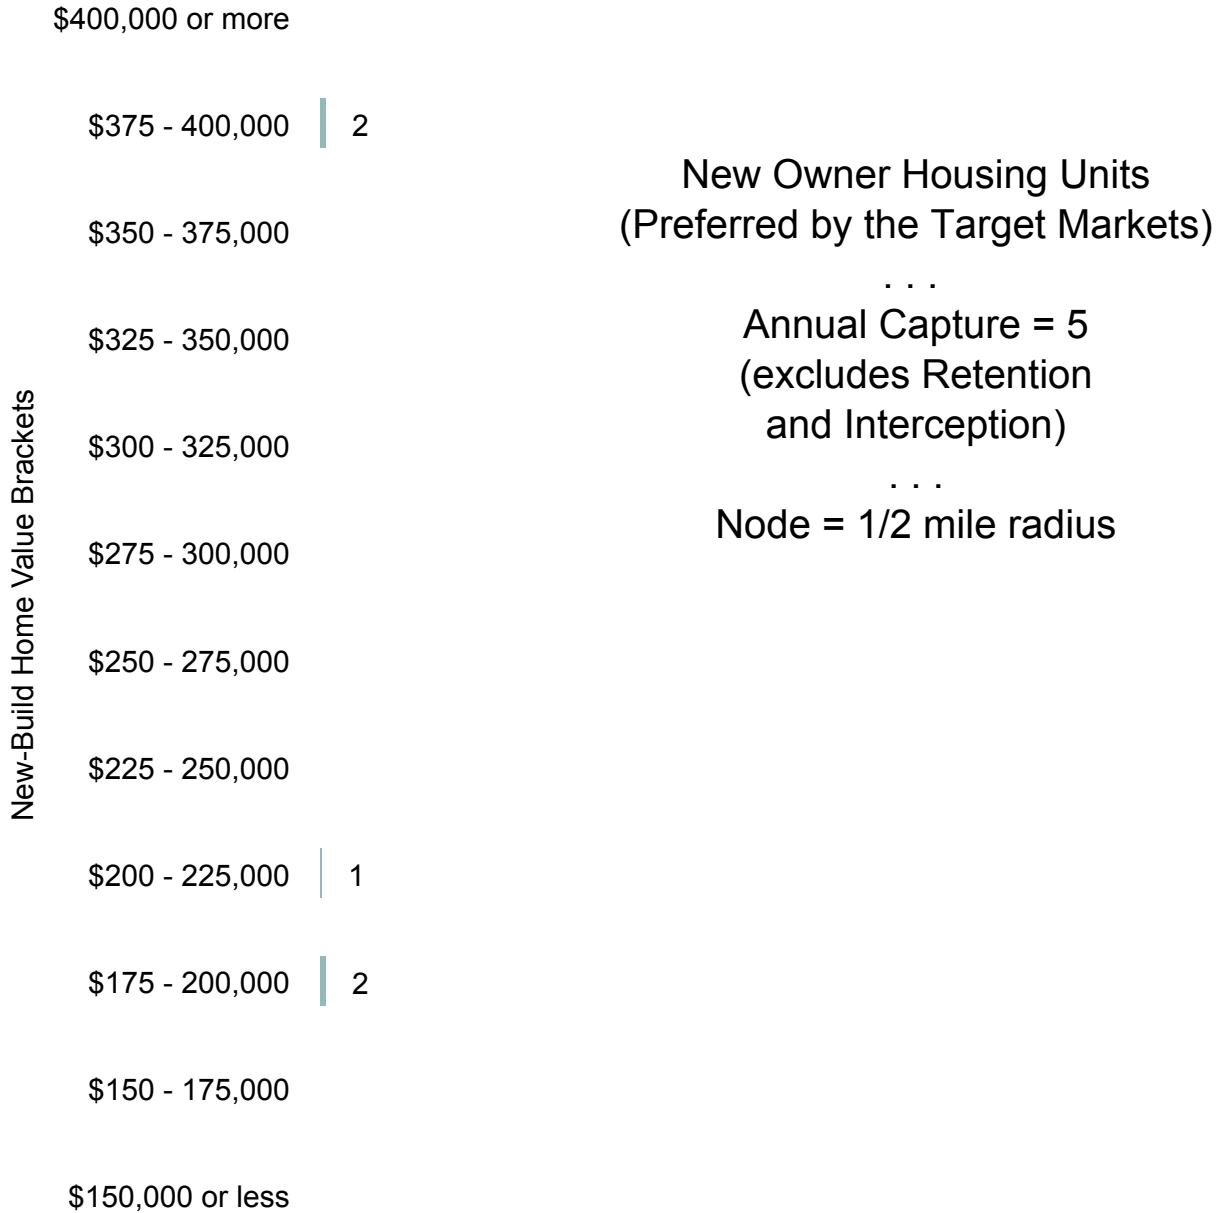 $400,000 or more
$375 - 400,000 2
$350 - 375,000
$325 - 350,000
$300 - 325,000
$275 - 300,000
$250 - 275,000
$225 - 250,000
$200 - 225,000 1
$175 - 200,000 2
$150 - 175,000
$150,000 or less
New-Build Home Value Brackets
New Owner Housing Units
(Preferred by the Target Markets)
. . .
Annual Capture = 5
(excludes Retention
and Interception)
. . .
Node = 1/2 mile radius